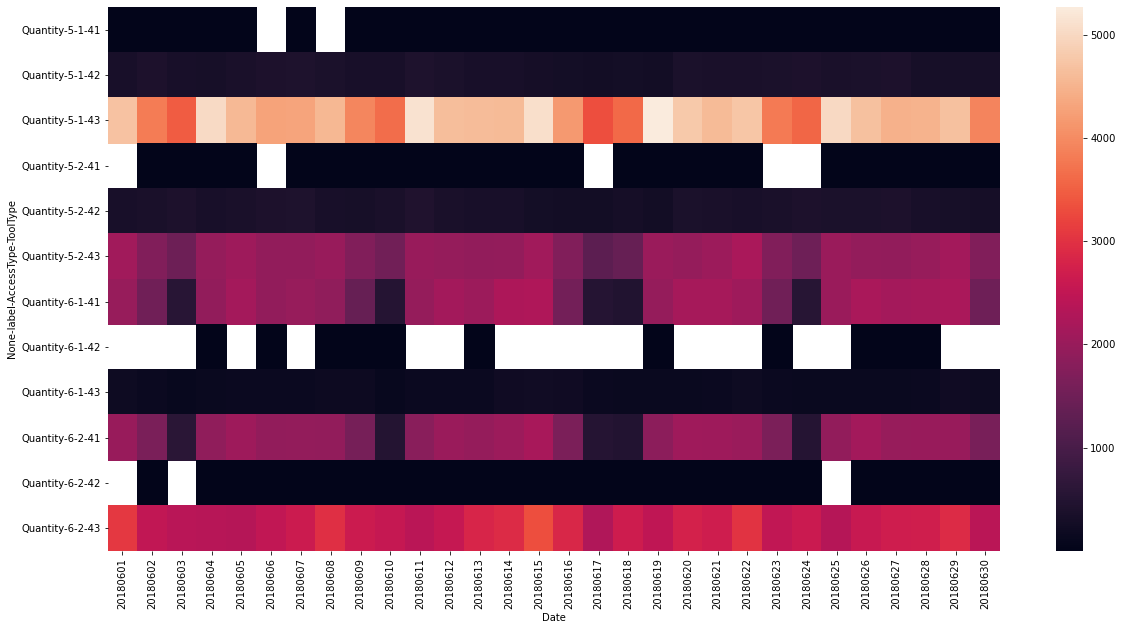 None-label-AccessType-ToolType
Quantity-5-1-41
Quantity-5-1-42
Quantity-5-1-43
Quantity-5-2-41
Quantity-5-2-42
Quantity-5-2-43
Quantity-6-1-41
Quantity-6-1-42
Quantity-6-1-43
Quantity-6-2-41
Quantity-6-2-42
Quantity-6-2-43
20180601
20180602
20180603
20180604
20180605
20180606
20180607
20180608
20180609
20180610
20180611
20180612
20180613
20180614
20180615
20180616
20180617
20180618
20180619
20180620
20180621
20180622
20180623
20180624
20180625
20180626
20180627
20180628
20180629
20180630
Date
5000
4000
3000
2000
1000